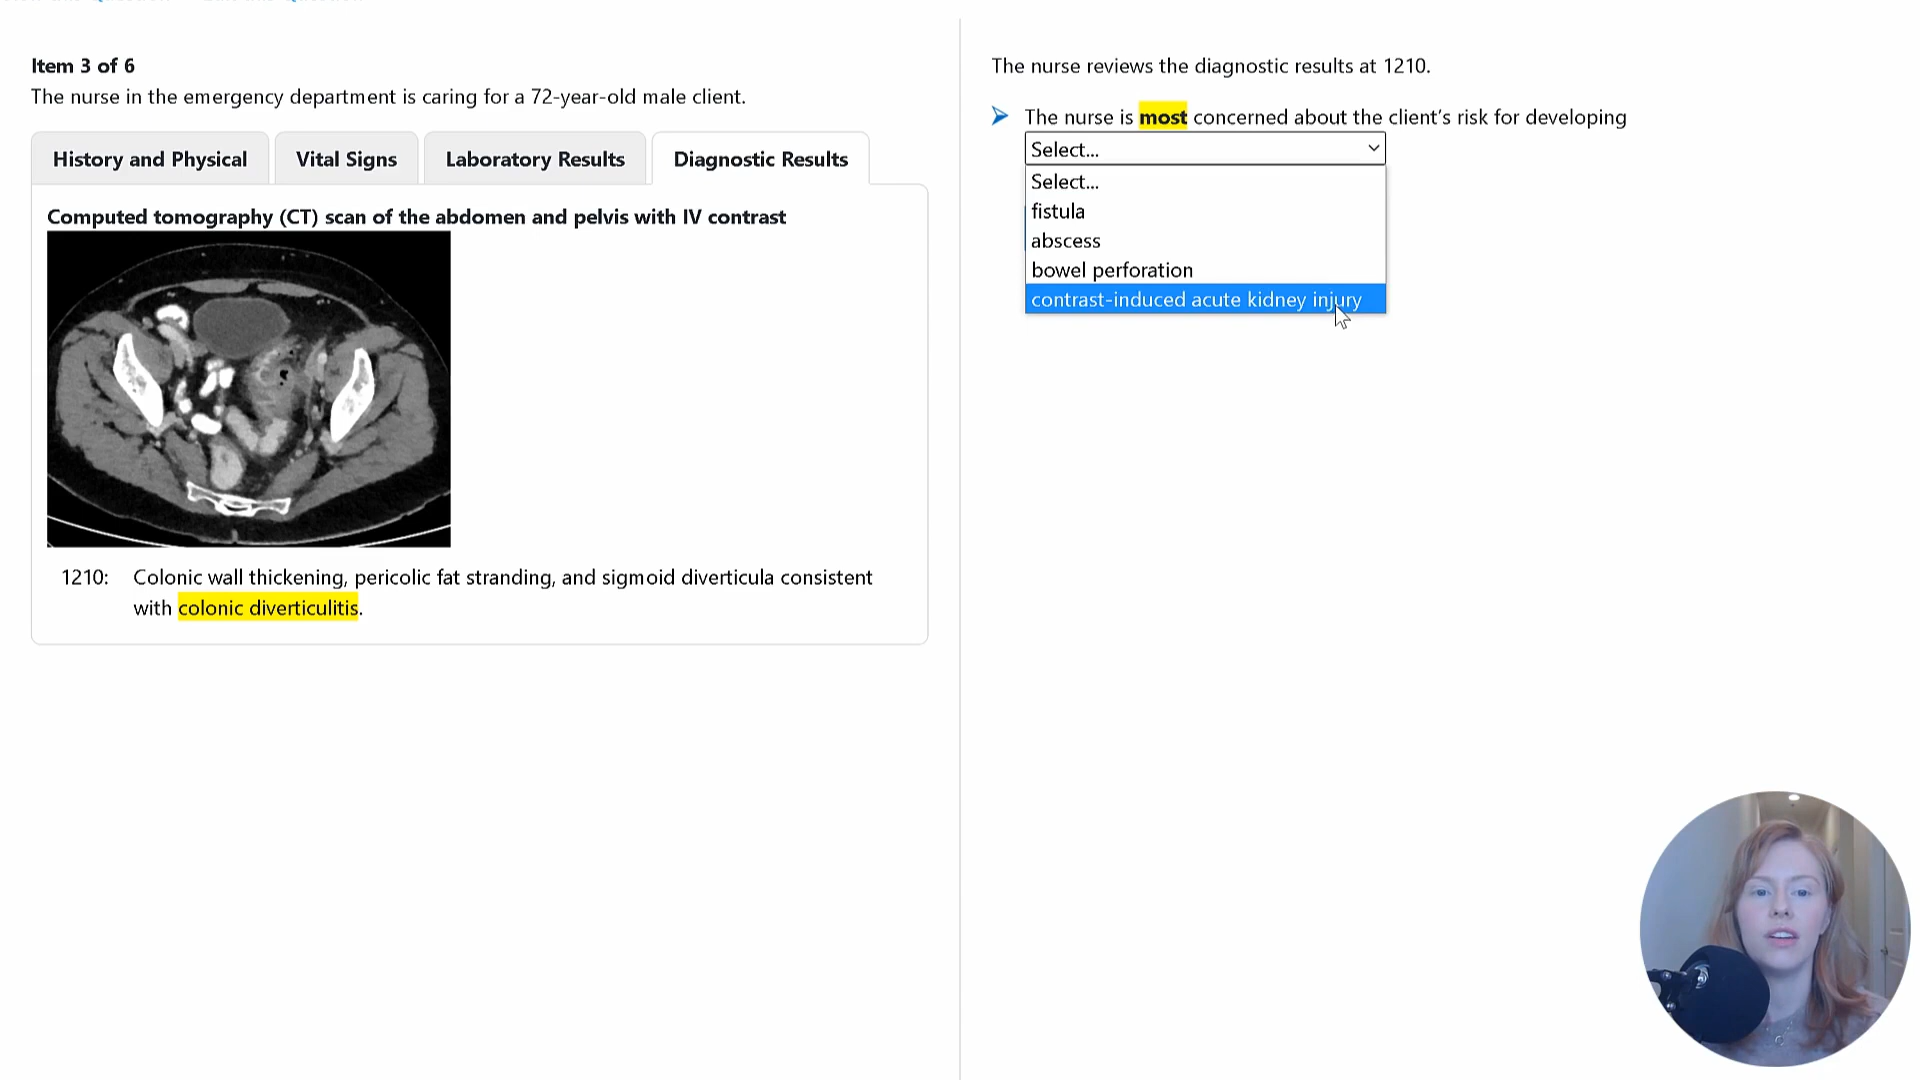 Item 3 of 6
The nurse in the emergency department is caring for a 72-year-old male client.
History and Physical
Vital Signs
Laboratory Results
Diagnostic Results
Computed tomography (CT) scan of the abdomen and pelvis with IV contrast
1210: Colonic wall thickening, pericolic fat stranding, and sigmoid diverticula consistent
with colonic diverticulitis.
The nurse reviews the diagnostic results at 1210.
The nurse is most concerned about the client's risk for developing
Select...
Select...
fistula
abscess
bowel perforation
contrast-induced acute kidney injury